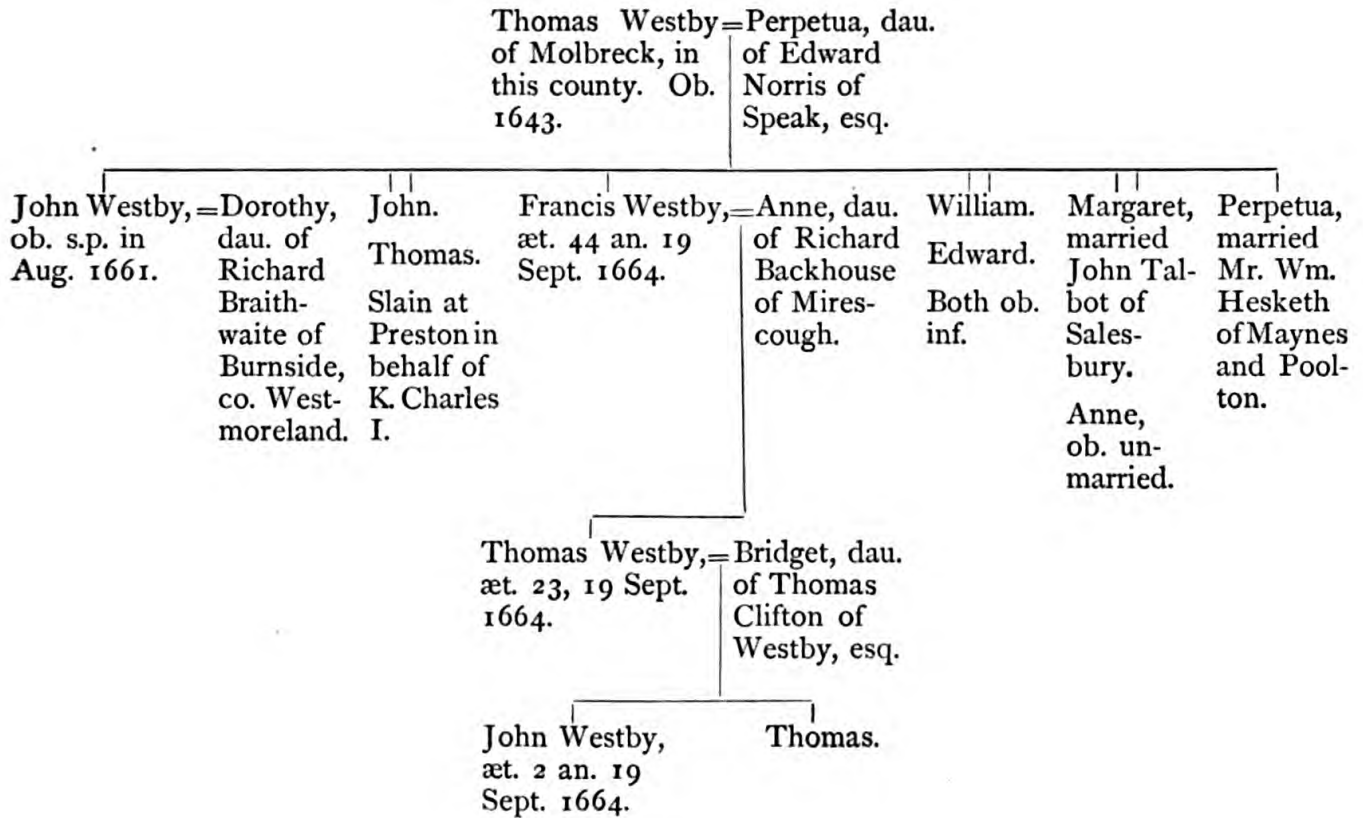 Thomas Westby=Perpetua, dau.
of Molbreck, in of Edward
this county. Ob. Norris of
1643. Speak, esq.
John Westby,=Dorothy,
ob. s.p. in dau. of
Aug. 1661. Richard
Braith-
waite of
Burnside,
co. West-
moreland.
John.
Thomas.
Slain at
Preston in
behalf of
K. Charles
I.
Francis Westby,=Anne, dau.
æt. 44 an. 19 of Richard
Sept. 1664. Backhouse
of Mires-
cough.
William.
Edward.
Both ob.
inf.
Margaret,
married
John Tal-
bot of
Sales-
bury.
Anne,
ob. un-
married.
Perpetua,
married
Mr. Wm.
Hesketh
of Maynes
and Pool-
ton.
Thomas Westby,=Bridget, dau.
æt. 23, 19 Sept. of Thomas
1664. Clifton of
Westby, esq.
John Westby,
æt. 2 an. 19
Sept. 1664.
Thomas.